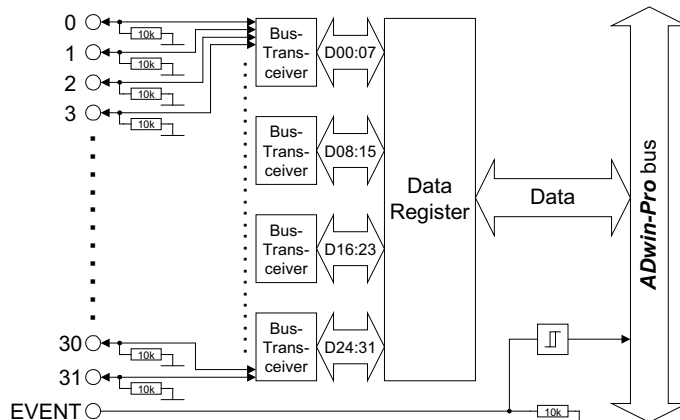 0
10k
1
10k
2
10k
3
10k
30
10k
31
10k
EVENT
Bus-
Trans-
ceiver
D00:07
Bus-
Trans-
ceiver
D08:15
Bus-
Trans-
ceiver
D16:23
Bus-
Trans-
ceiver
D24:31
Data
Register
Data
10k
ADwin-Pro bus